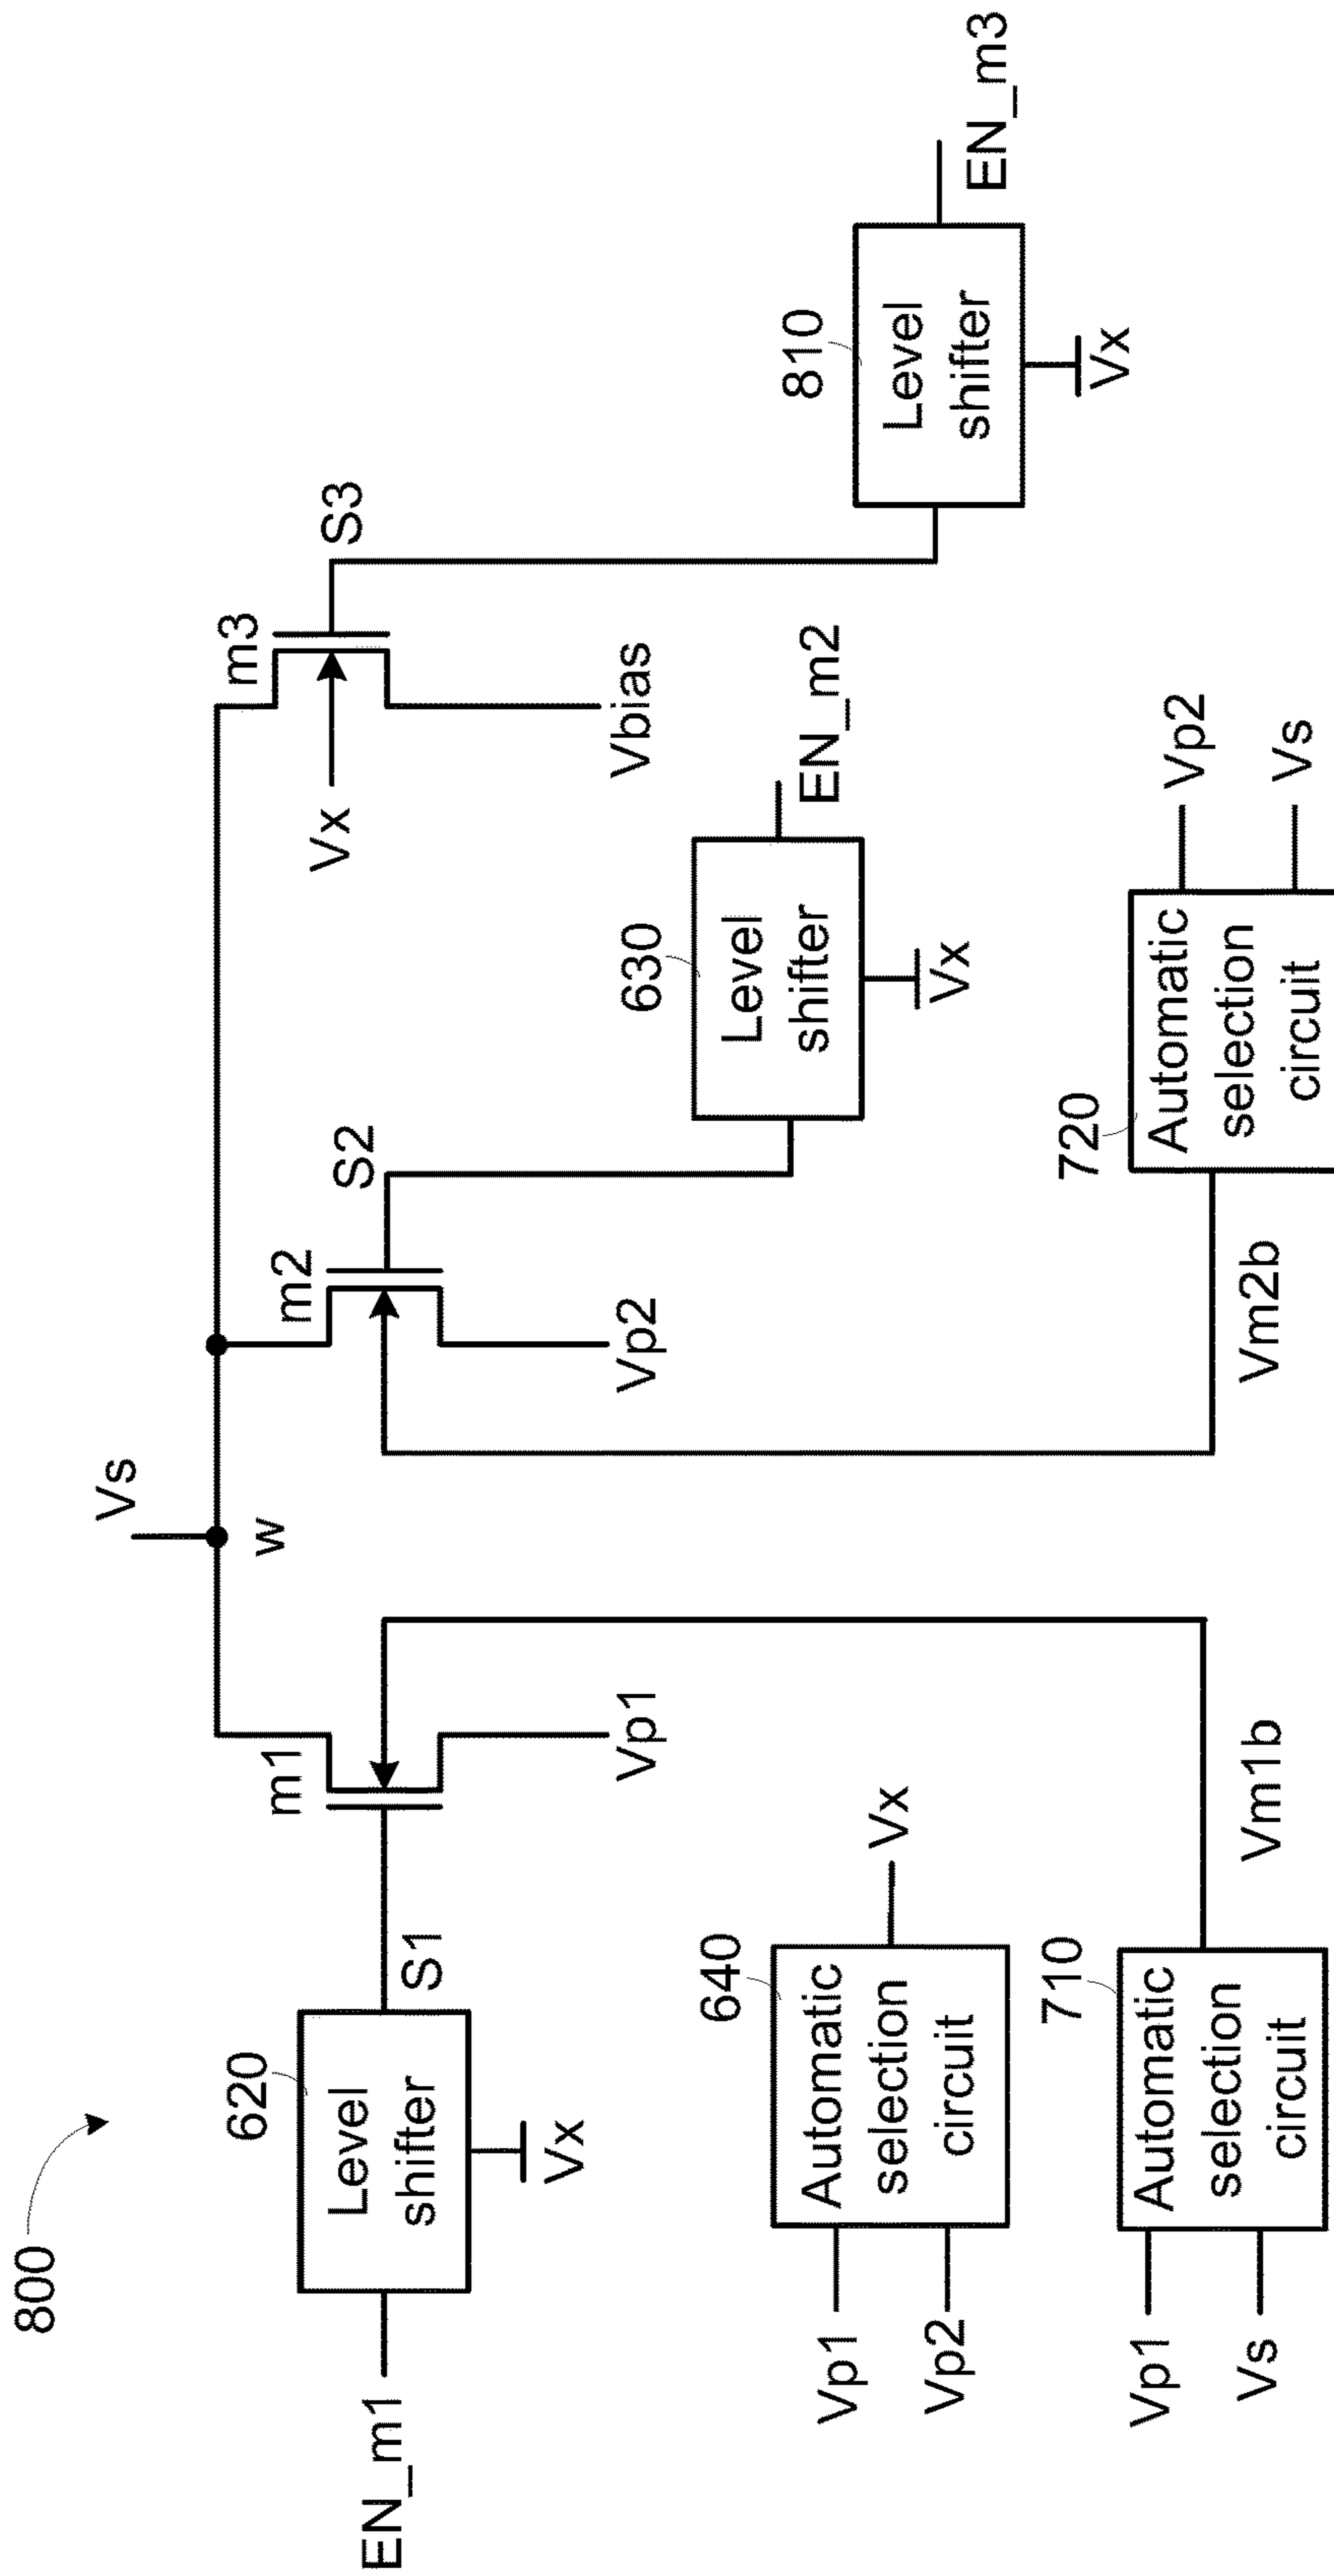 800
Vs
w
m1
m2
m3
S1
S2
S3
620
Level
shifter
Vx
EN_m1
Vp1
Vp2
Vx
Vbias
630
Level
shifter
Vx
EN_m2
810
Level
shifter
Vx
EN_m3
640
Automatic
selection
circuit
Vp1
Vp2
Vx
710
Automatic
selection
circuit
Vp1
Vs
Vm1b
720
Automatic
selection
circuit
Vm2b
Vp2
Vs